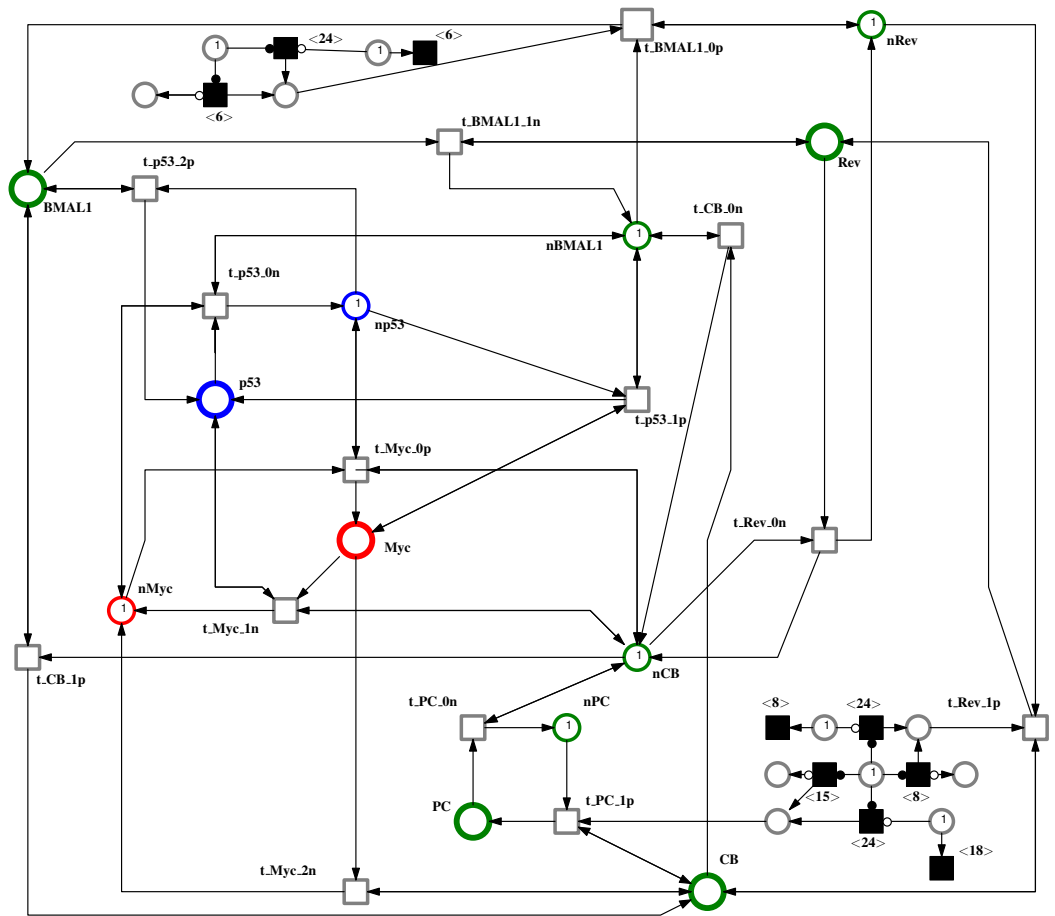 1
nRev
<24>
<6>
1
1
t_BMAL1_0p
<6>
t_BMAL1_1n
Rev
t_p53_2p
BMAL1
t_CB_0n
1
nBMAL1
t_p53_0n
1
np53
p53
t_p53_1p
t_Myc_0p
t_Rev_0n
Myc
nMyc
1
t_Myc_1n
1
nCB
t_CB_1p
t_PC_0n
nPC
1
<8>
<24>
t_Rev_1p
1
1
<15>
<8>
PC
t_PC_1p
1
<24>
<18>
t_Myc_2n
CB